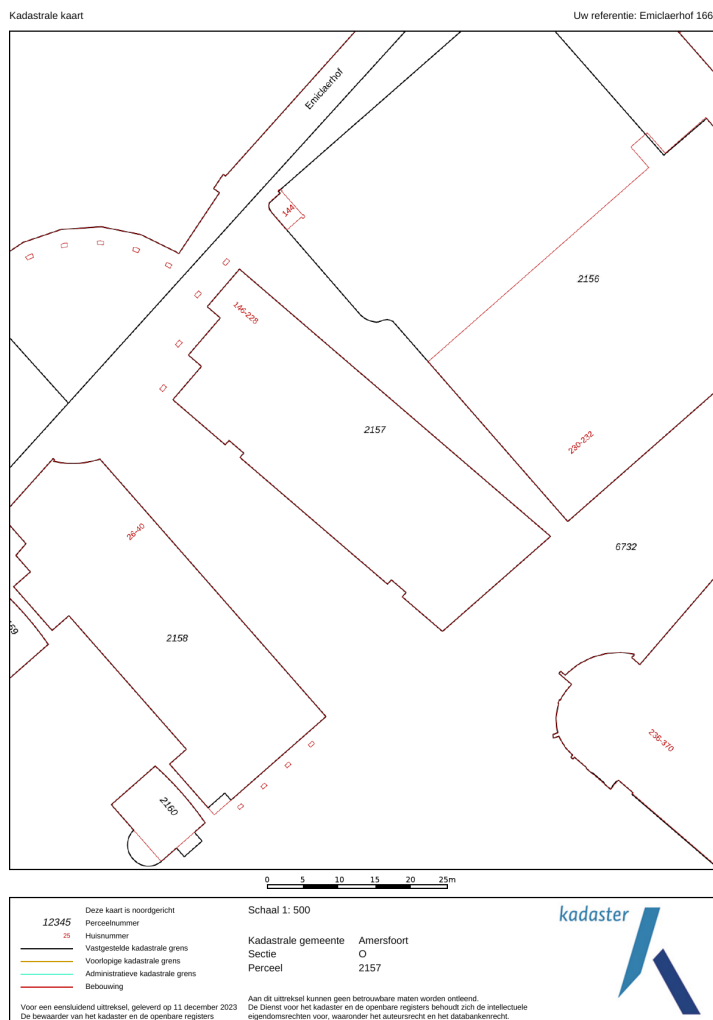 Kadastrale kaart
Uw referentie: Emiclaerhof 166
Emiclaerhof
144
2156
146-228
2157
230-232
26-40
6732
2158
236-370
2160
0 5 10 15 20 25m
Deze kaart is noordgericht
12345 Perceelnummer
25 Huisnummer
Vastgestelde kadastrale grens
Voorlopige kadastrale grens
Administratieve kadastrale grens
Bebouwing
Voor een eensluidend uittreksel, geleverd op 11 december 2023
De bewaarder van het kadaster en de openbare registers
Schaal 1: 500
Kadastrale gemeente Amersfoort
Sectie O
Perceel 2157
Aan dit uittreksel kunnen geen betrouwbare maten worden ontleend.
De Dienst voor het kadaster en de openbare registers behoudt zich de intellectuele
eigendomsrechten voor, waaronder het auteursrecht en het databankenrecht.
kadaster